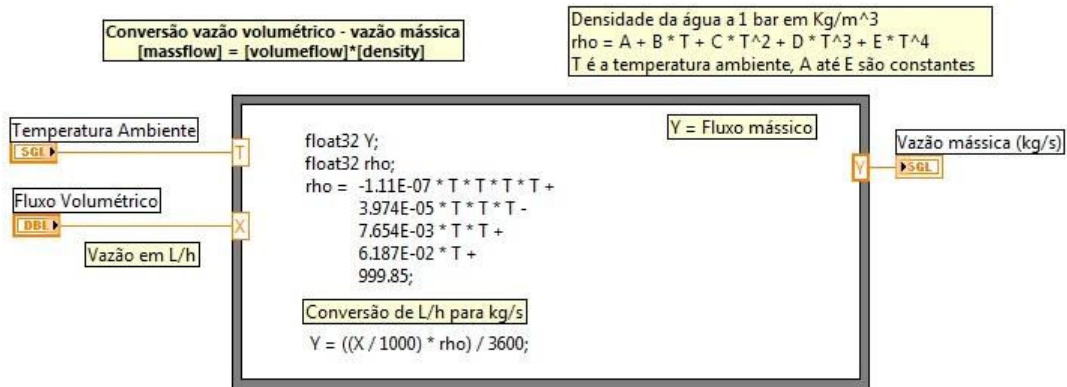 Conversão vazão volumétrico - vazão mássica
[massflow] = [volumeflow]*[density]
Densidade da água a 1 bar em Kg/m^3
rho = A + B * T + C * T^2 + D * T^3 + E * T^4
T é a temperatura ambiente, A até E são constantes
Temperatura Ambiente
SGL
T
Fluxo Volumétrico
DBL
X
Vazão em L/h
float32 Y;
float32 rho;
rho = -1.11E-07 * T * T * T * T +
3.974E-05 * T * T * T -
7.654E-03 * T * T +
6.187E-02 * T +
999.85;
Conversão de L/h para kg/s
Y = ((X / 1000) * rho) / 3600;
Y = Fluxo mássico
Y
Vazão mássica (kg/s)
SGL